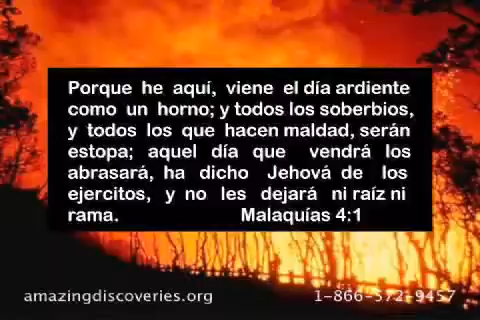 Porque he aquí, viene el día ardiente
como un horno; y todos los soberbios,
y todos los que hacen maldad, serán
estopa; aquel día que vendrá los
abrasará, ha dicho Jehová de los
ejercitos, y no les dejará ni raíz ni
rama. Malaquías 4:1
amazingdiscoveries.org 1-866-572-9457